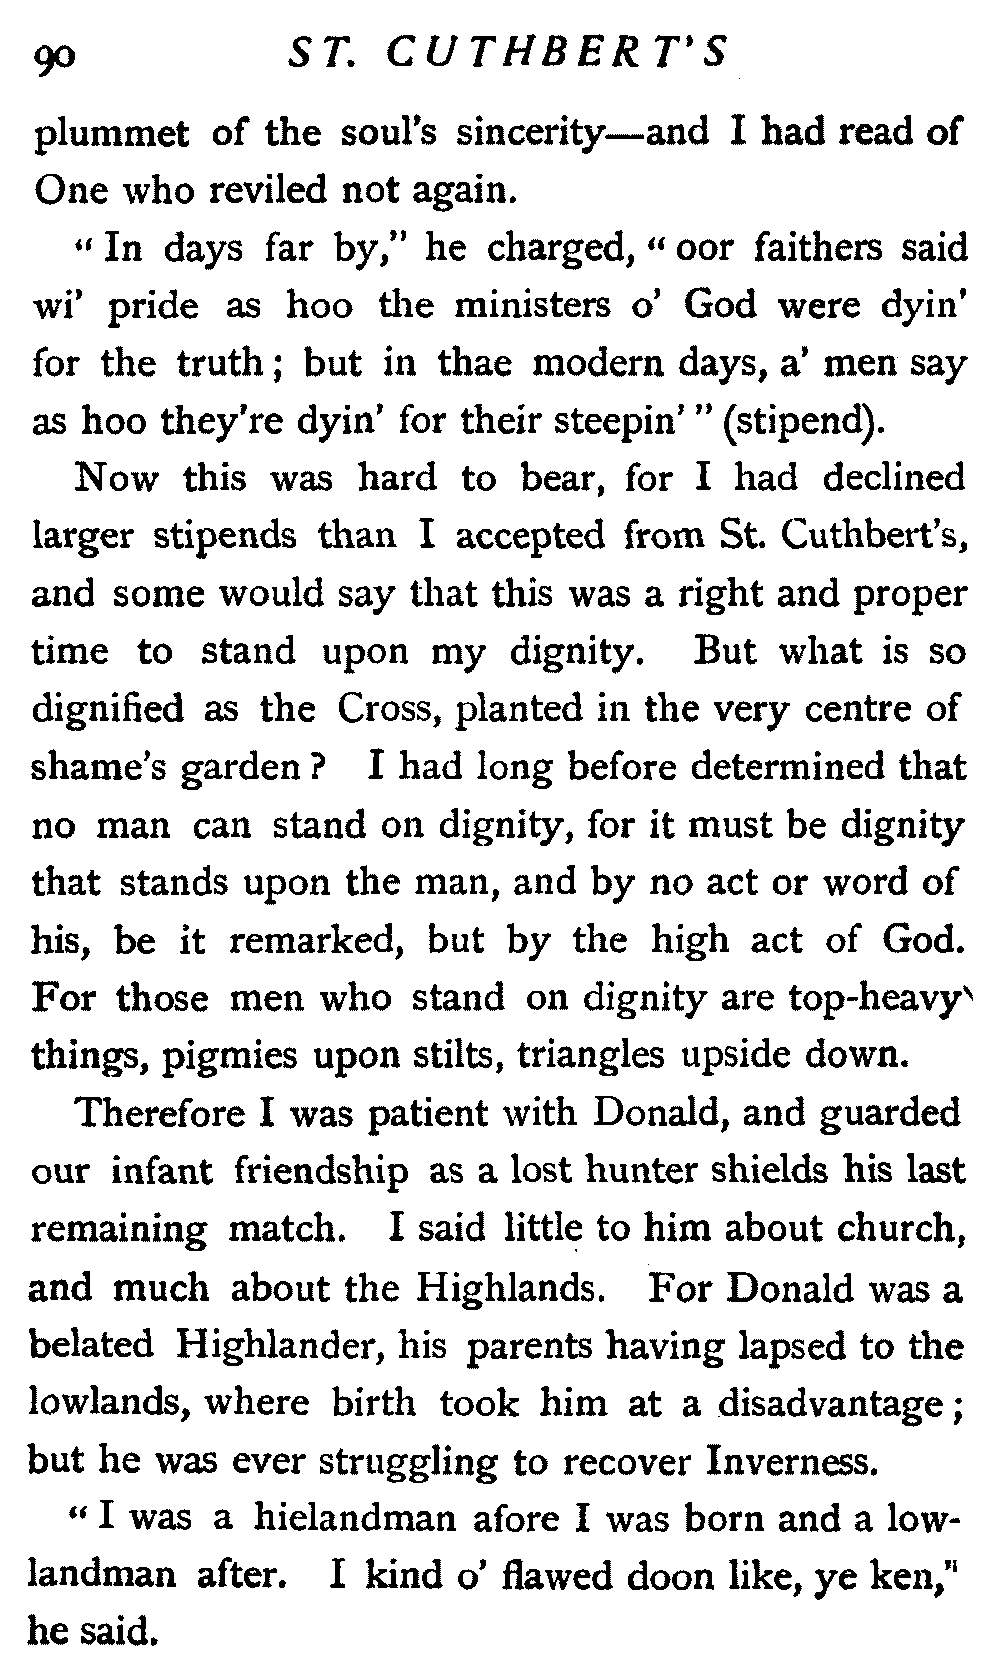 90 ST. CUTHBERT'S
plummet of the soul's sincerity—and I had read of
One who reviled not again.
"In days far by," he charged, "oor faithers said
wi' pride as hoo the ministers o' God were dyin'
for the truth; but in thae modern days, a' men say
as hoo they're dyin' for their steepin'" (stipend).
Now this was hard to bear, for I had declined
larger stipends than I accepted from St. Cuthbert's,
and some would say that this was a right and proper
time to stand upon my dignity. But what is so
dignified as the Cross, planted in the very centre of
shame's garden? I had long before determined that
no man can stand on dignity, for it must be dignity
that stands upon the man, and by no act or word of
his, be it remarked, but by the high act of God.
For those men who stand on dignity are top-heavy
things, pigmies upon stilts, triangles upside down.
Therefore I was patient with Donald, and guarded
our infant friendship as a lost hunter shields his last
remaining match. I said little to him about church,
and much about the Highlands. For Donald was a
belated Highlander, his parents having lapsed to the
lowlands, where birth took him at a disadvantage;
but he was ever struggling to recover Inverness.
"I was a hielandman afore I was born and a low-
landman after. I kind o' flawed doon like, ye ken,"
he said.